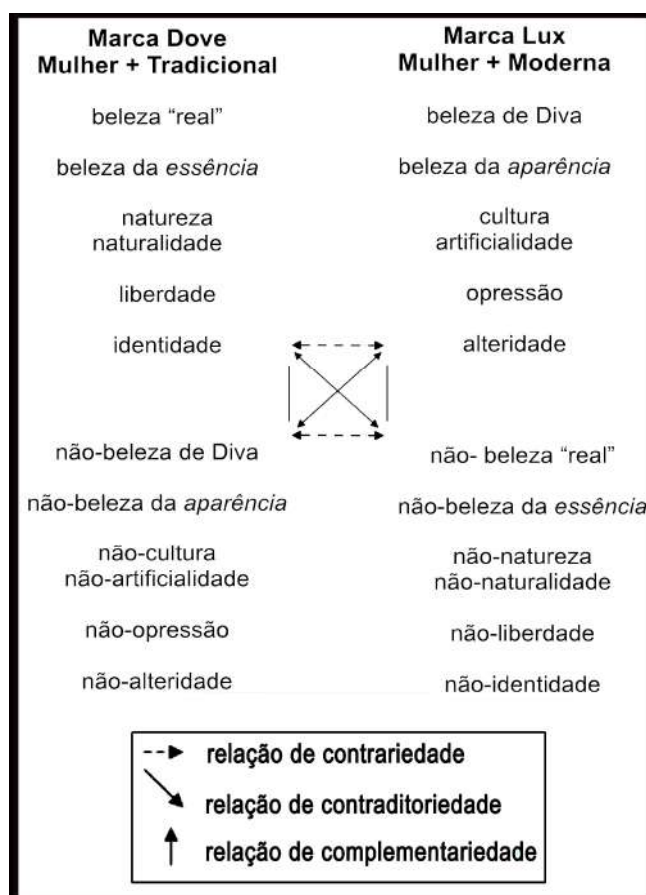 Marca Dove
Mulher + Tradicional
Marca Lux
Mulher + Moderna
beleza “real”
beleza de Diva
beleza da essência
beleza da aparência
natureza
naturalidade
cultura
artificialidade
liberdade
opressão
identidade
alteridade
não-beleza de Diva
não- beleza “real”
não-beleza da aparência
não-beleza da essência
não-cultura
não-artificialidade
não-natureza
não-naturalidade
não-opressão
não-liberdade
não-alteridade
não-identidade
relação de contrariedade
relação de contraditoriedade
relação de complementariedade